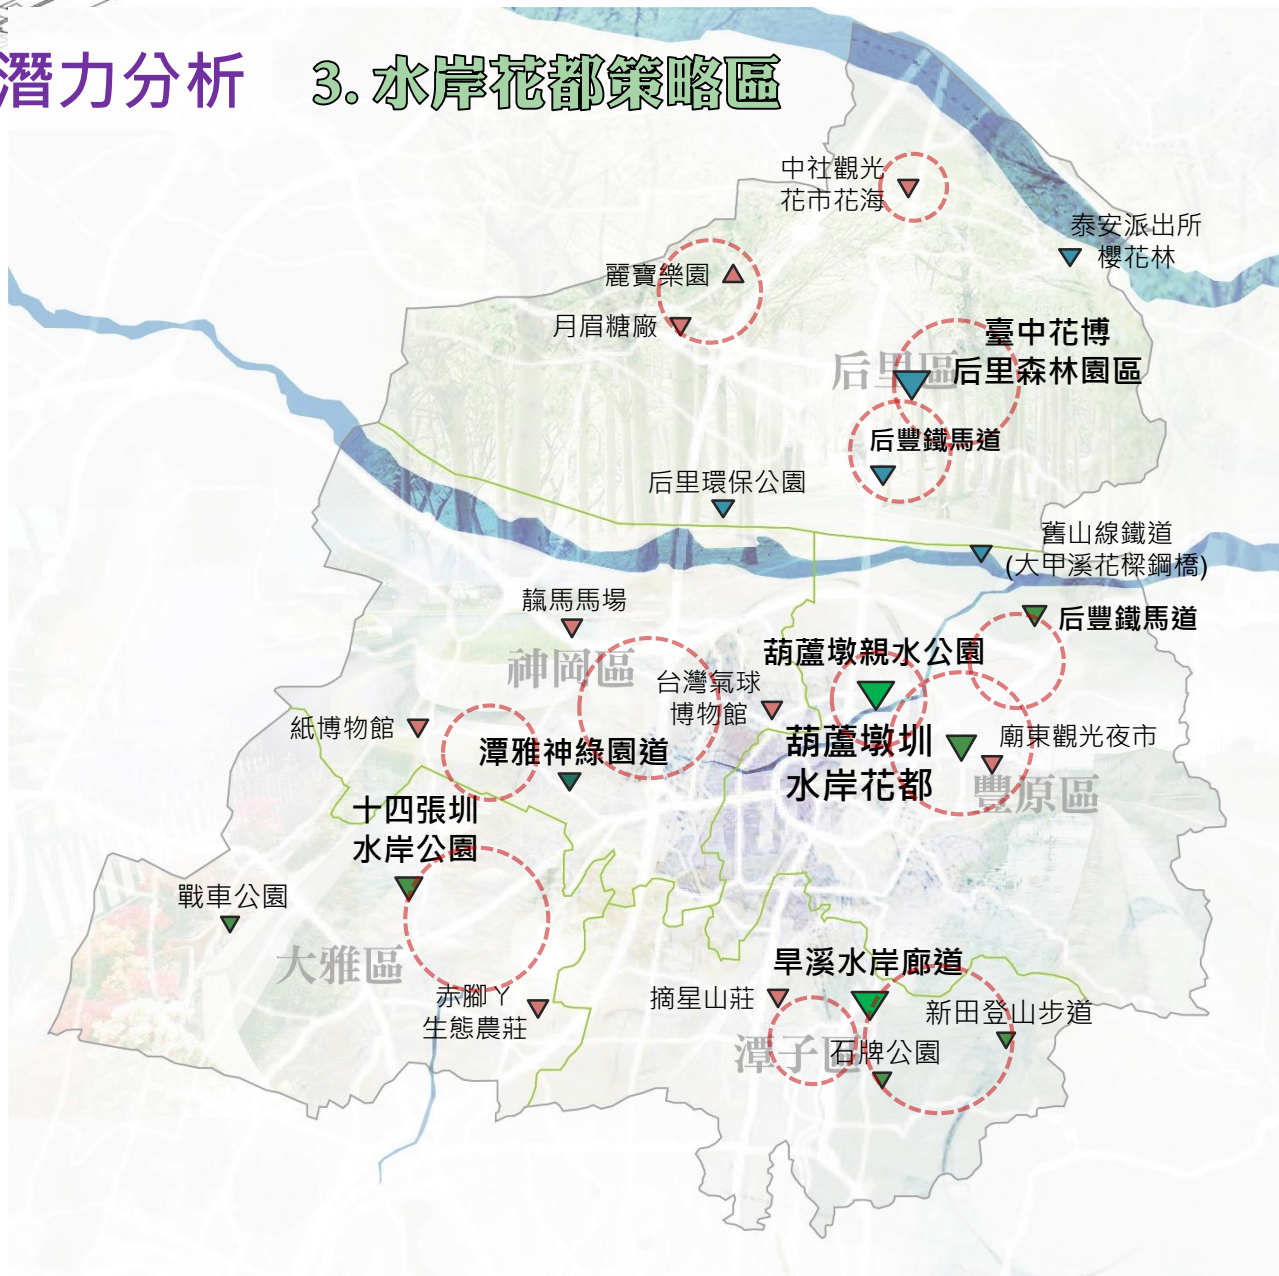 潛力分析
3. 水岸花都策略區
中社觀光
花市花海
泰安派出所
櫻花林
麗寶樂園
月眉糖廠
臺中花博
后里森林園區
后里區
后豐鐵馬道
后里環保公園
舊山線鐵道
(大甲溪花樑鋼橋)
騛馬馬場
后豐鐵馬道
神岡區
葫蘆墩親水公園
台灣氣球
博物館
紙博物館
潭雅神綠園道
葫蘆墩圳
水岸花都
廟東觀光夜市
豐原區
十四張圳
水岸公園
戰車公園
大雅區
赤腳丫
生態農莊
旱溪水岸廊道
摘星山莊
新田登山步道
潭子區
石牌公園